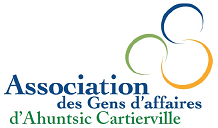 Association
des Gens d'affaires
d'Ahuntsic Cartierville